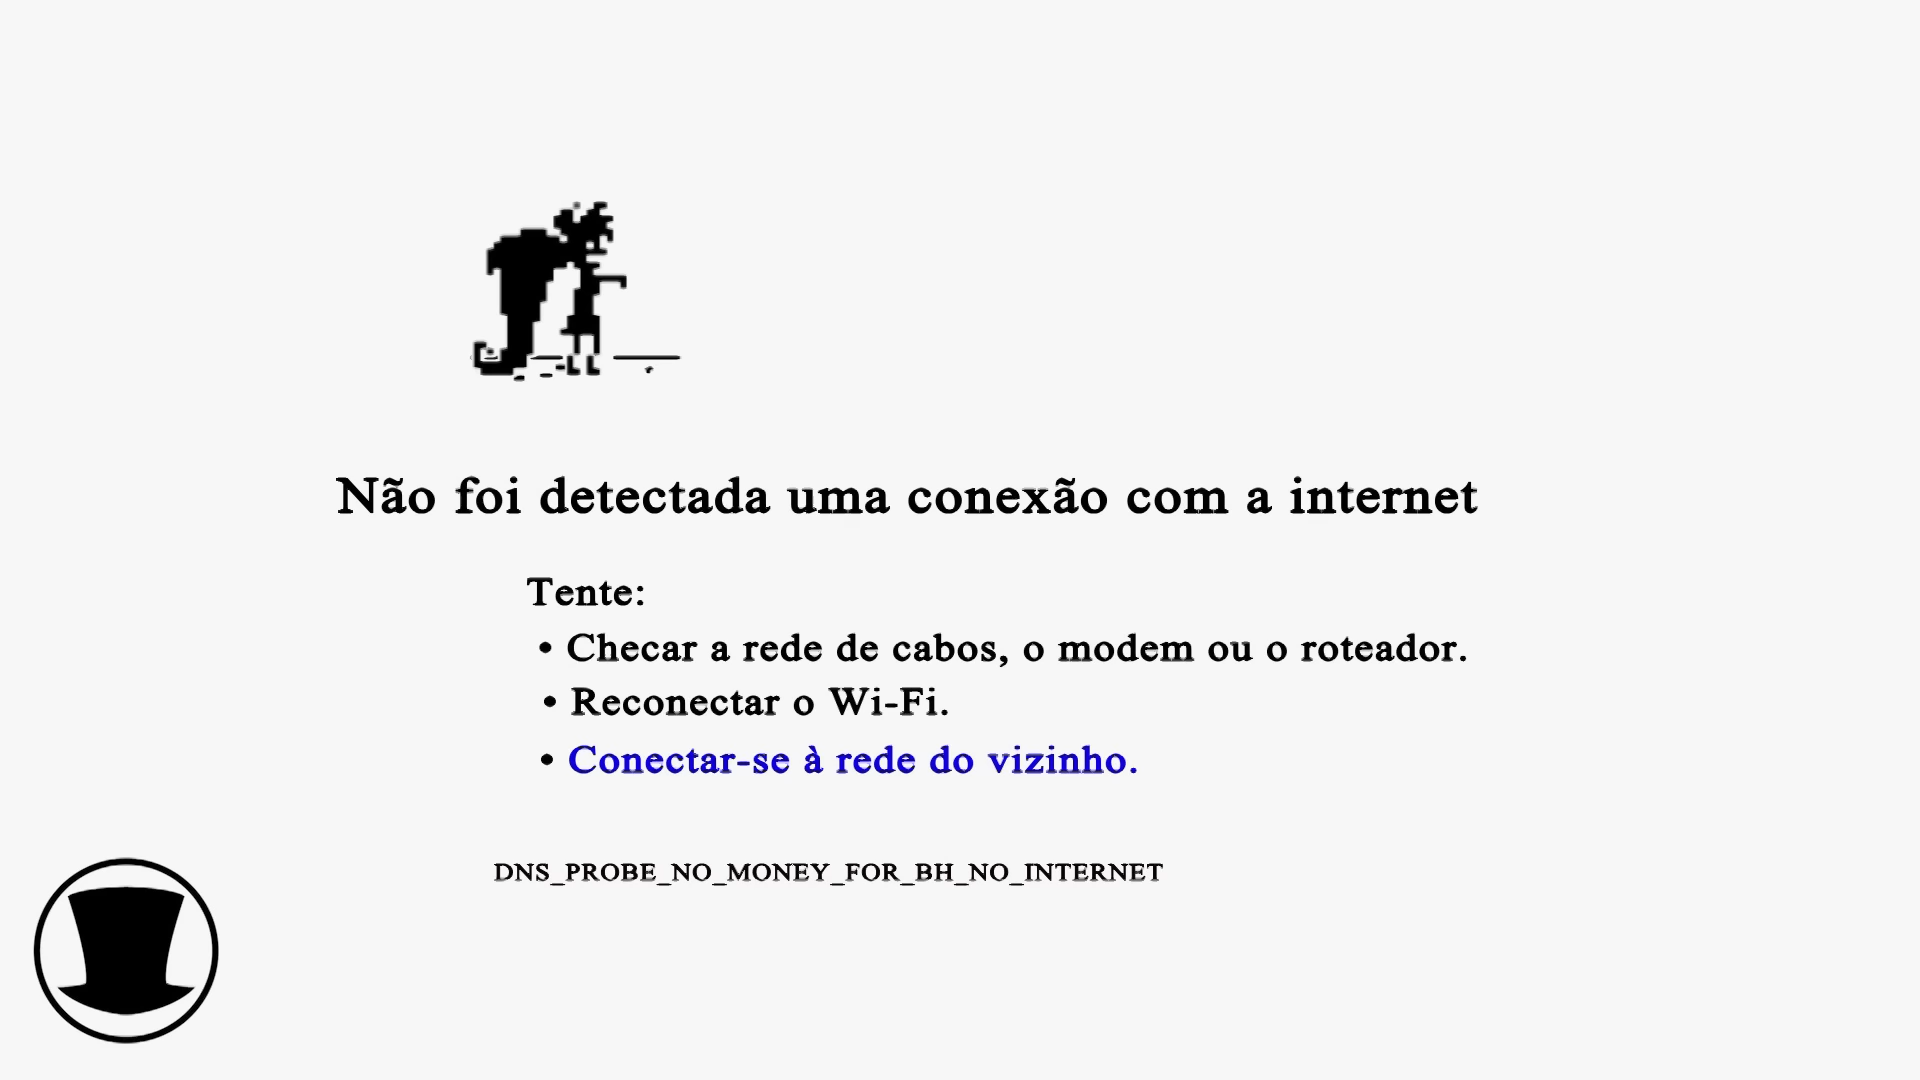 Não foi detectada uma conexão com a internet
Tente:
• Checar a rede de cabos, o modem ou o roteador.
• Reconectar o Wi-Fi.
• Conectar-se à rede do vizinho.
DNS_PROBE_NO_MONEY_FOR_BH_NO_INTERNET